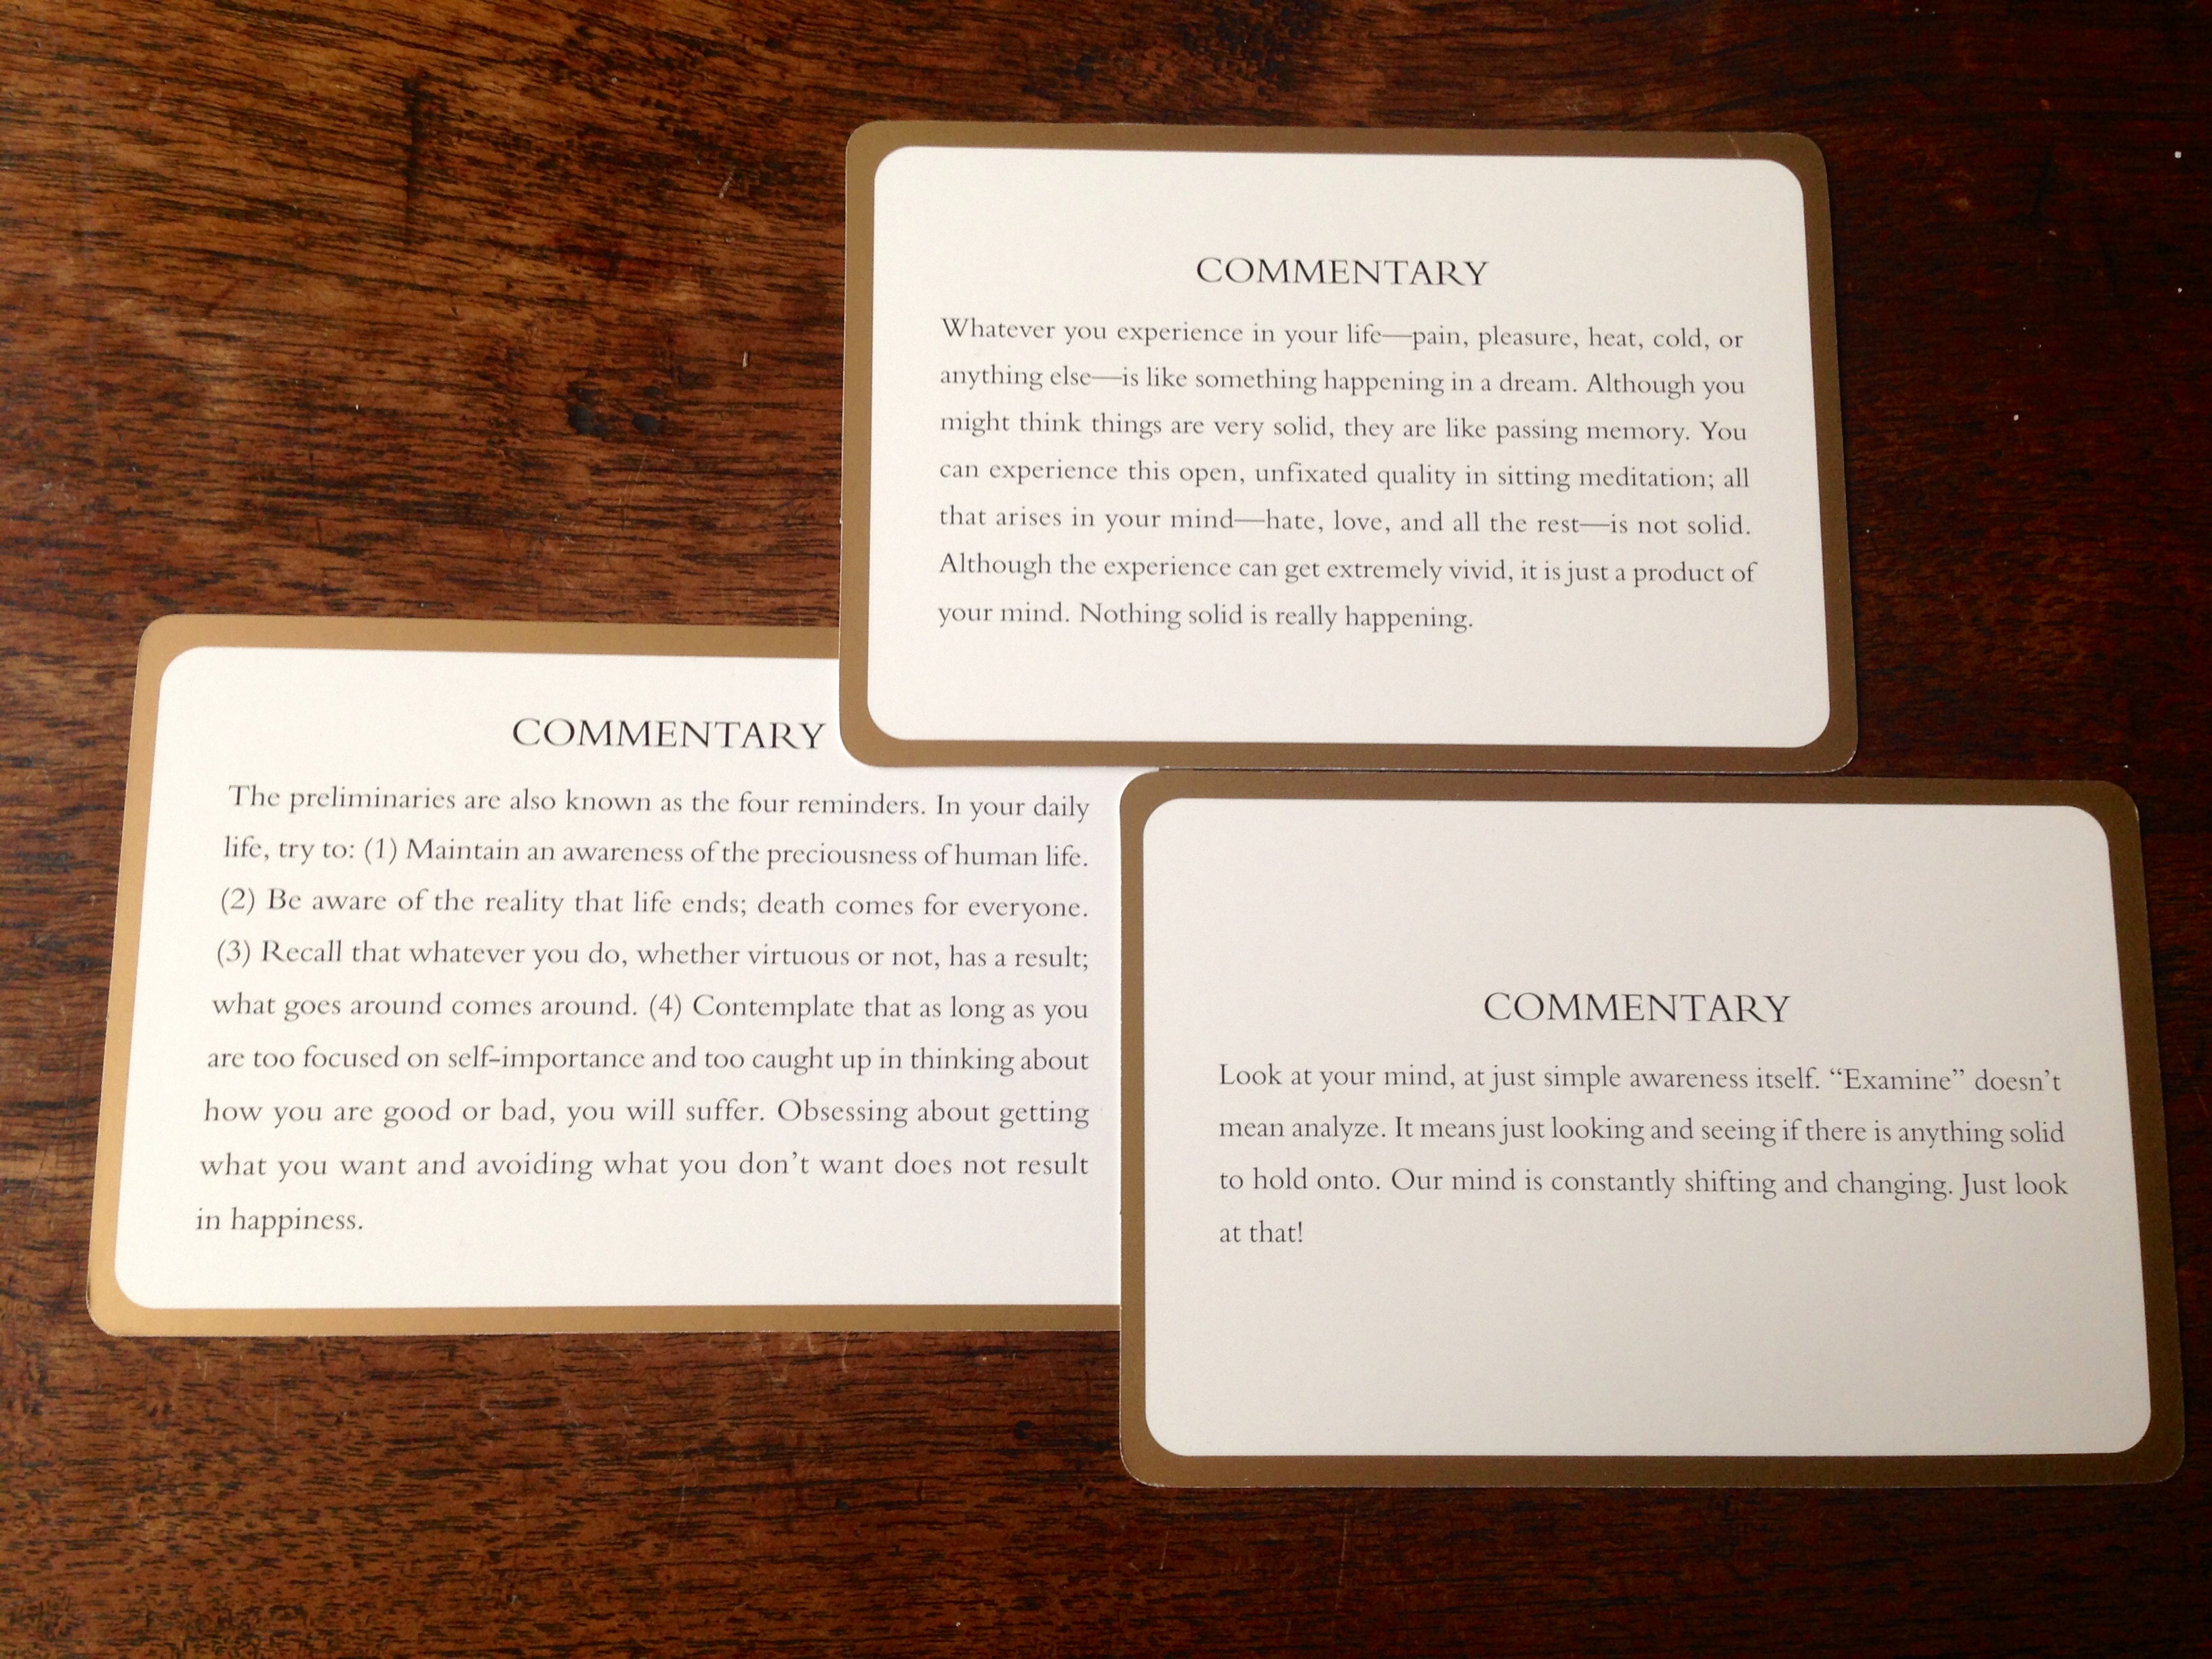 COMMENTARY
Whatever you experience in your life—pain, pleasure, heat, cold, or
anything else—is like something happening in a dream. Although you
might think things are very solid, they are like passing memory. You
can experience this open, unfixated quality in sitting meditation; all
that arises in your mind—hate, love, and all the rest—is not solid.
Although the experience can get extremely vivid, it is just a product of
your mind. Nothing solid is really happening.
COMMENTARY
The preliminaries are also known as the four reminders. In your daily
life, try to: (1) Maintain an awareness of the preciousness of human life.
(2) Be aware of the reality that life ends; death comes for everyone.
(3) Recall that whatever you do, whether virtuous or not, has a result;
what goes around comes around. (4) Contemplate that as long as you
are too focused on self-importance and too caught up in thinking about
how you are good or bad, you will suffer. Obsessing about getting
what you want and avoiding what you don't want does not result
in happiness.
COMMENTARY
Look at your mind, at just simple awareness itself. “Examine” doesn't
mean analyze. It means just looking and seeing if there is anything solid
to hold onto. Our mind is constantly shifting and changing. Just look
at that!